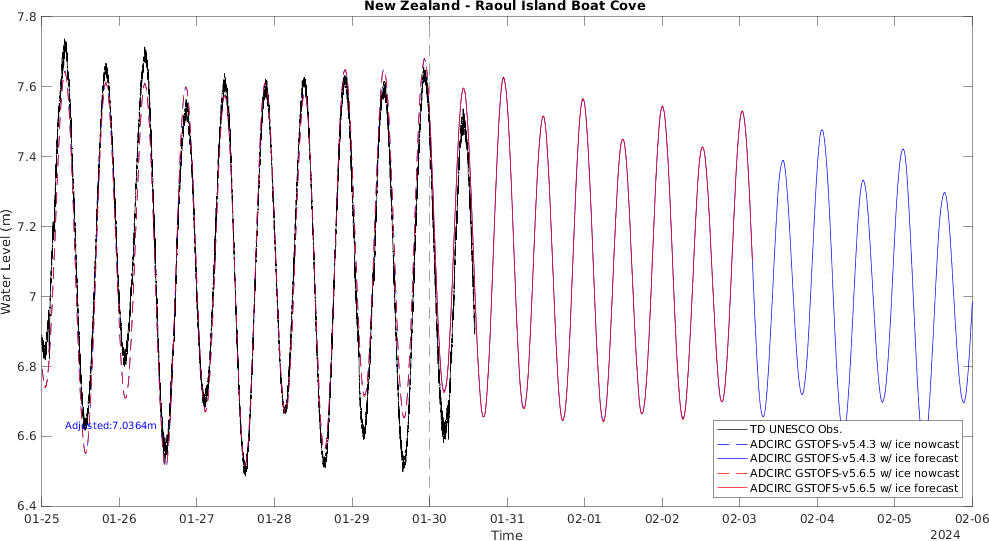 New Zealand - Raoul Island Boat Cove
7.8
7.6
7.4
7.2
7
6.8
6.6
6.4
Water Level (m)
Adjusted:7.0364m
TD UNESCO Obs.
ADCIRC GSTOFS-v5.4.3 w/ ice nowcast
ADCIRC GSTOFS-v5.4.3 w/ ice forecast
ADCIRC GSTOFS-v5.6.5 w/ ice nowcast
ADCIRC GSTOFS-v5.6.5 w/ ice forecast
01-25 01-26 01-27 01-28 01-29 01-30 01-31 02-01 02-02 02-03 02-04 02-05 02-06
Time
2024